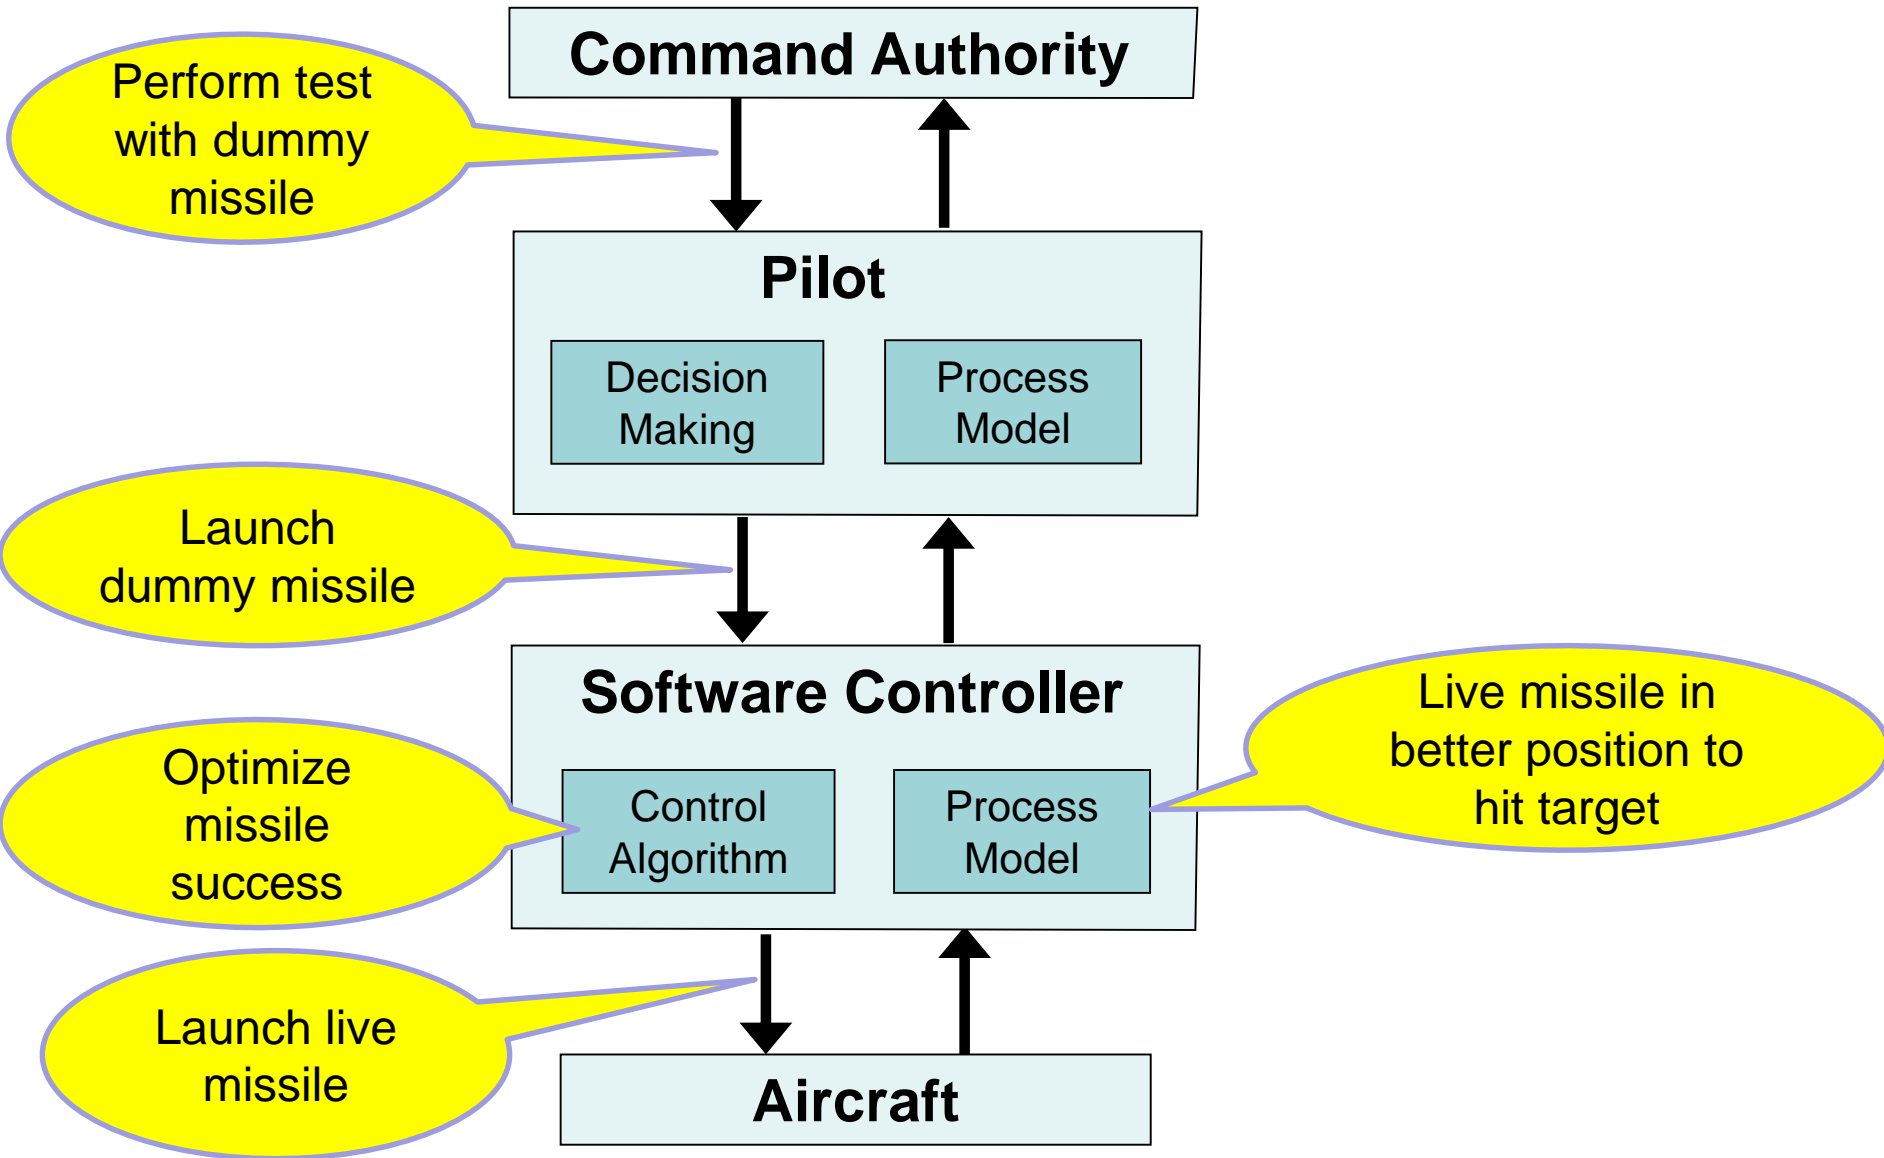 Command Authority
Perform test
with dummy
missile
Pilot
Decision
Making
Process
Model
Launch
dummy missile
Software Controller
Live missile in
better position to
hit target
Optimize
missile
success
Control
Algorithm
Process
Model
Launch live
missile
Aircraft